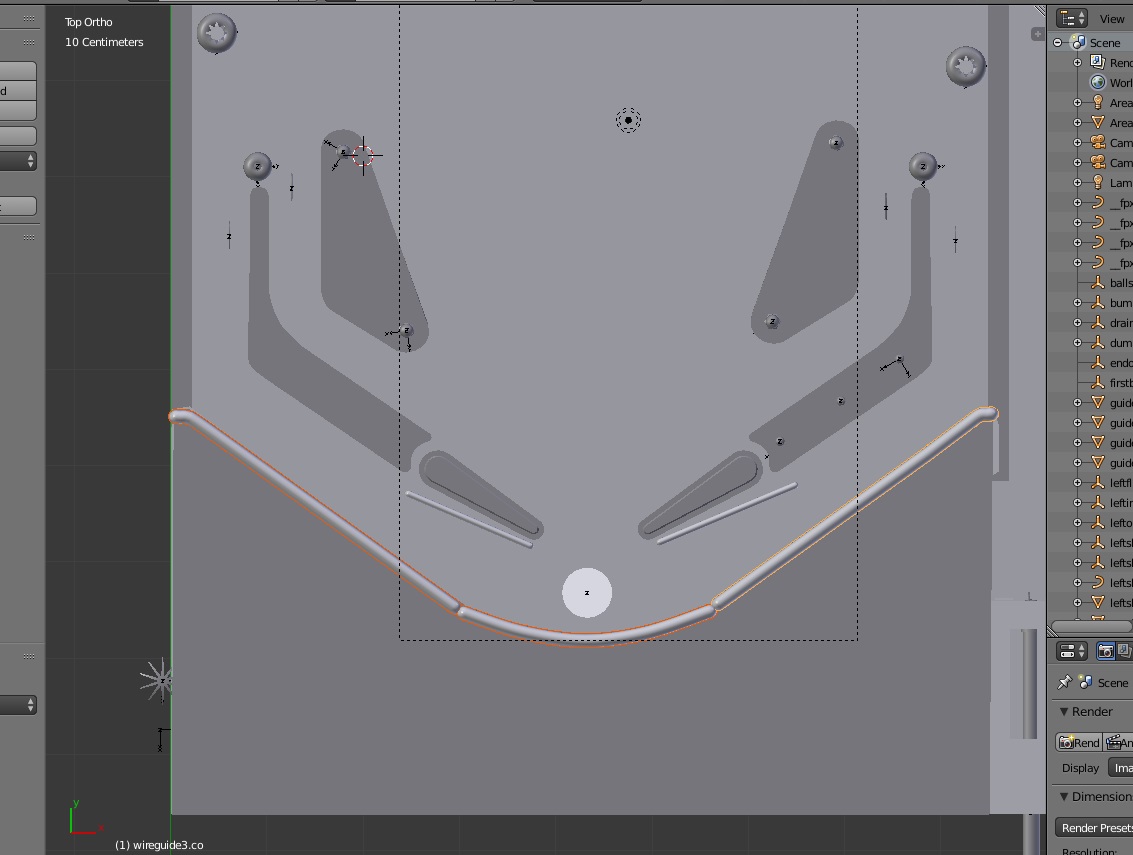 Top Ortho
10 Centimeters
View
Scene
Rend
Worl
Area
Area
Cam
Cam
Lam
__fpx
__fpx
__fpx
__fpx
balls
bum
drain
dum
endo
firstb
guide
guide
guide
guide
leftfl
leftin
lefto
leftsl
leftsl
leftsl
leftsl
Scene
Render
Rend
An
Display
Ima
Dimension
Render Presets
Resolution:
y
x
(1) wireguide3.co